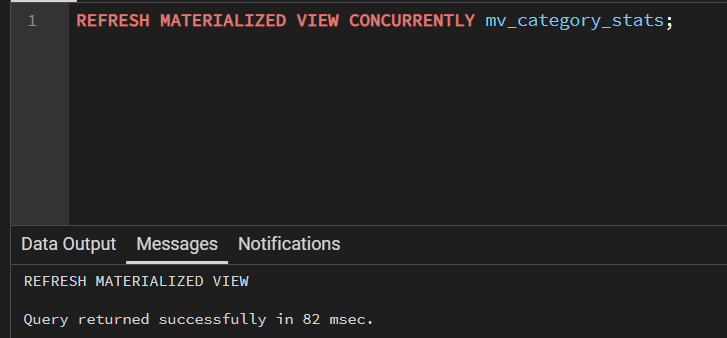 1 REFRESH MATERIALIZED VIEW CONCURRENTLY mv_category_stats;
Data Output Messages Notifications
REFRESH MATERIALIZED VIEW
Query returned successfully in 82 msec.